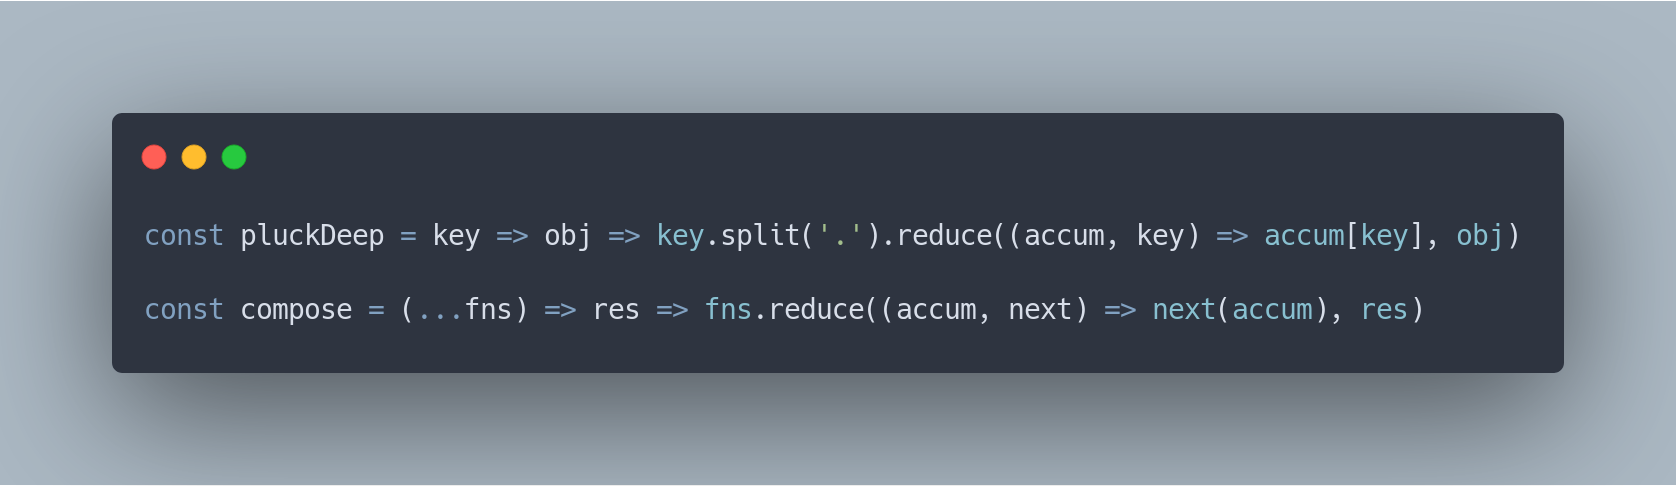 const pluckDeep = key => obj => key.split('.').reduce((accum, key) => accum[key], obj)
const compose = (...fns) => res => fns.reduce((accum, next) => next(accum), res)